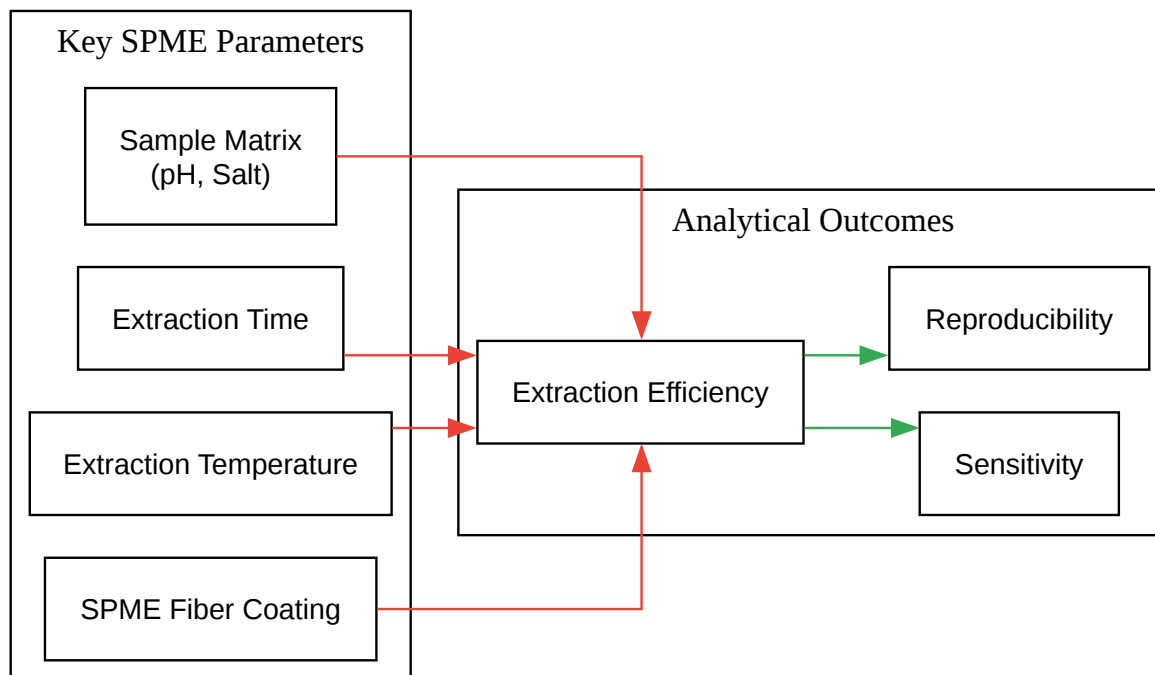 Key SPME Parameters
Sample Matrix
(pH, Salt)
Extraction Time
Extraction Temperature
SPME Fiber Coating
Analytical Outcomes
Extraction Efficiency
Reproducibility
Sensitivity